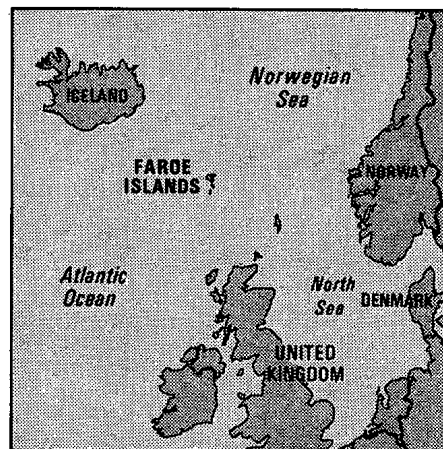 Norwegian
Sea
ICELAND
FAROE
ISLANDS
NORWAY
Atlantic
Ocean
North
Sea
DENMARK
UNITED
KINGDOM